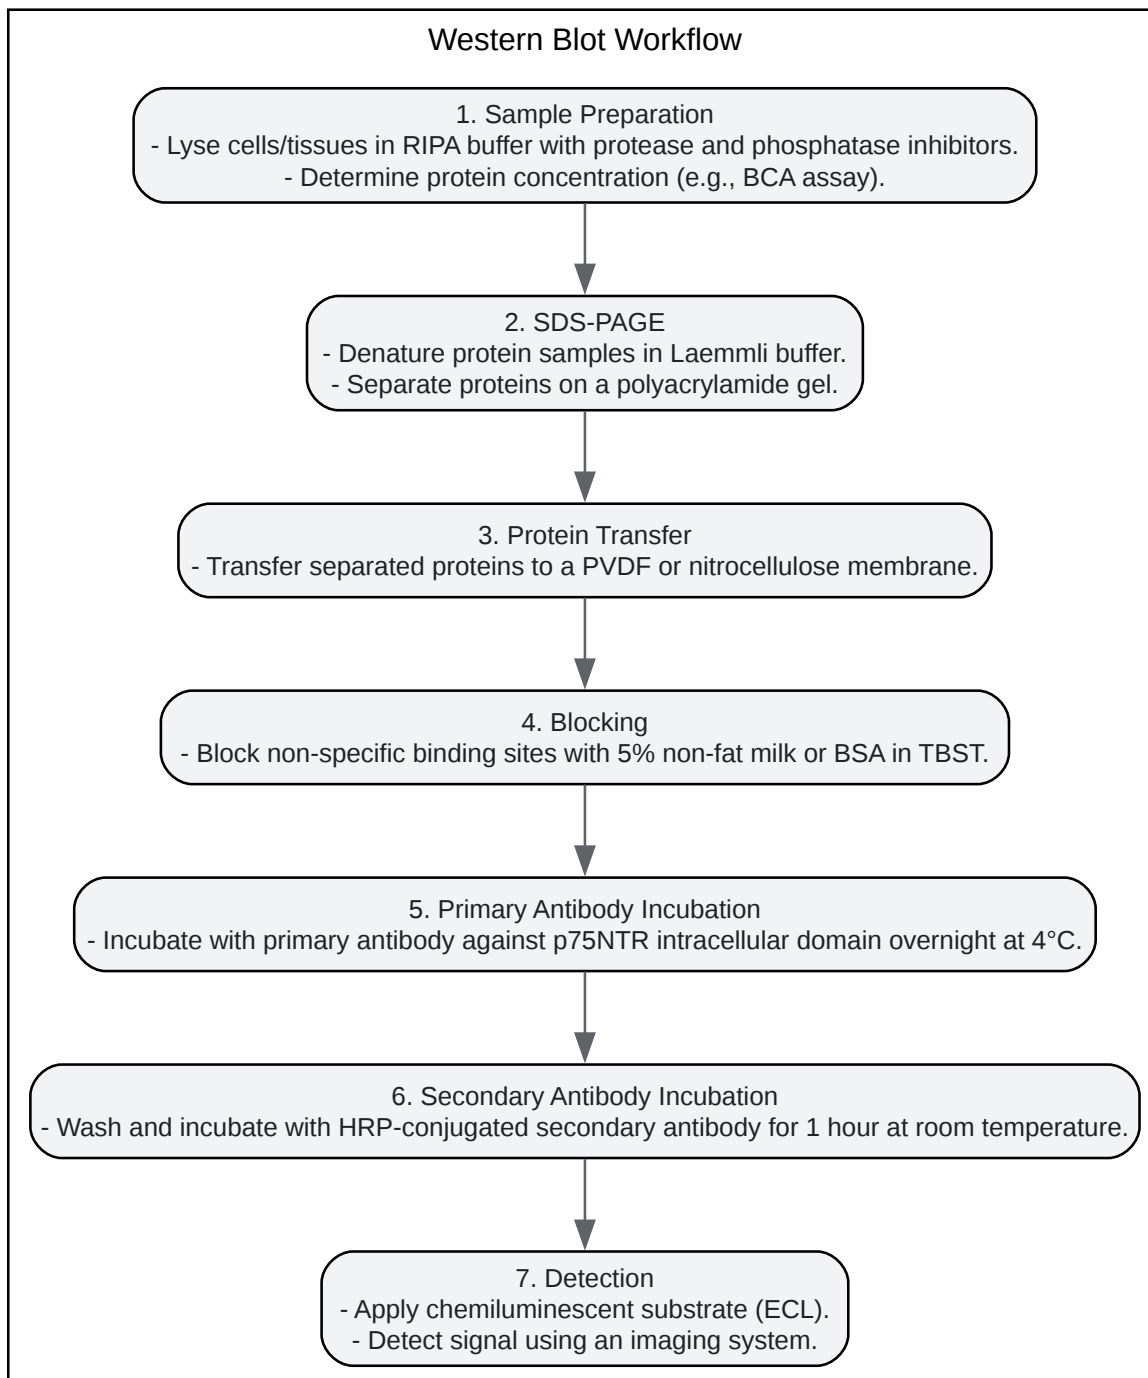 Western Blot Workflow
1. Sample Preparation
- Lyse cells/tissues in RIPA buffer with protease and phosphatase inhibitors.
- Determine protein concentration (e.g., BCA assay).
2. SDS-PAGE
- Denature protein samples in Laemmli buffer.
- Separate proteins on a polyacrylamide gel.
3. Protein Transfer
- Transfer separated proteins to a PVDF or nitrocellulose membrane.
4. Blocking
- Block non-specific binding sites with 5% non-fat milk or BSA in TBST.
5. Primary Antibody Incubation
- Incubate with primary antibody against p75NTR intracellular domain overnight at 4°C.
6. Secondary Antibody Incubation
- Wash and incubate with HRP-conjugated secondary antibody for 1 hour at room temperature.
7. Detection
- Apply chemiluminescent substrate (ECL).
- Detect signal using an imaging system.